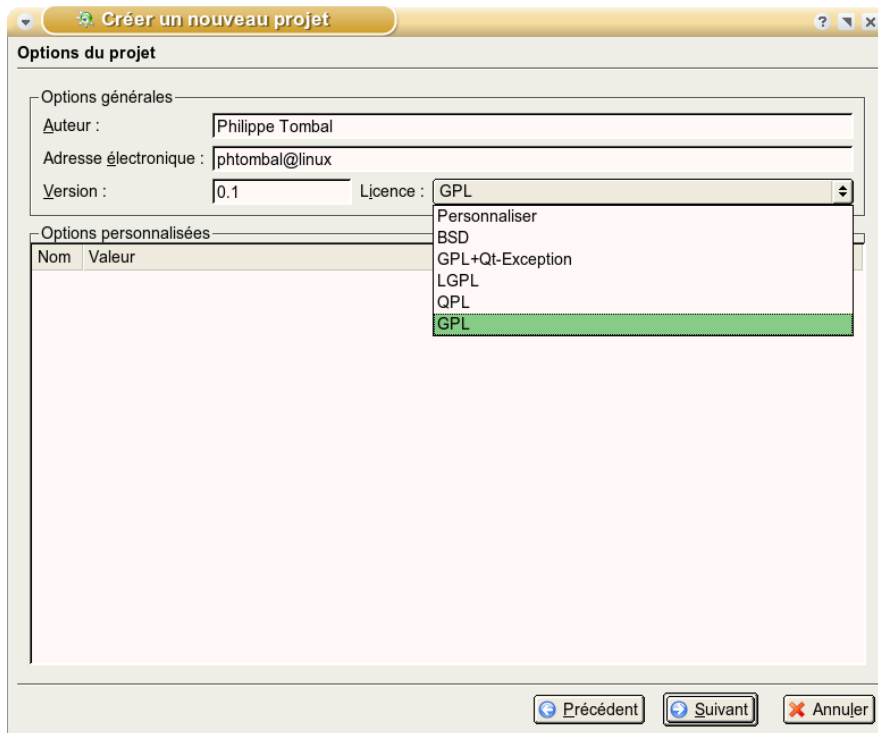 Créer un nouveau projet
?
Options du projet
Options générales
Auteur : Philippe Tombal
Adresse électronique : phtombal@linux
Version : 0.1 Licence : GPL
Personnaliser
BSD
GPL+Qt-Exception
LGPL
QPL
GPL
Options personnalisées
Nom Valeur
Précédent Suivant Annuler